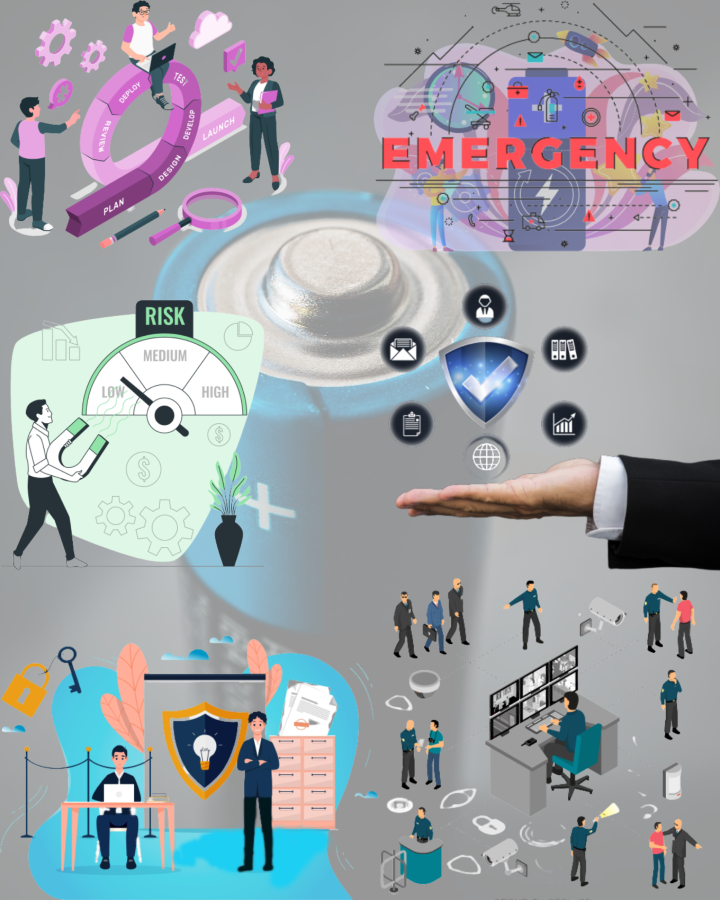 TEST
DEPLOY
REVIEW
DEVELOP
DESIGN
LAUNCH
PLAN
EMERGENCY
RISK
MEDIUM
LOW
HIGH
$
$
+